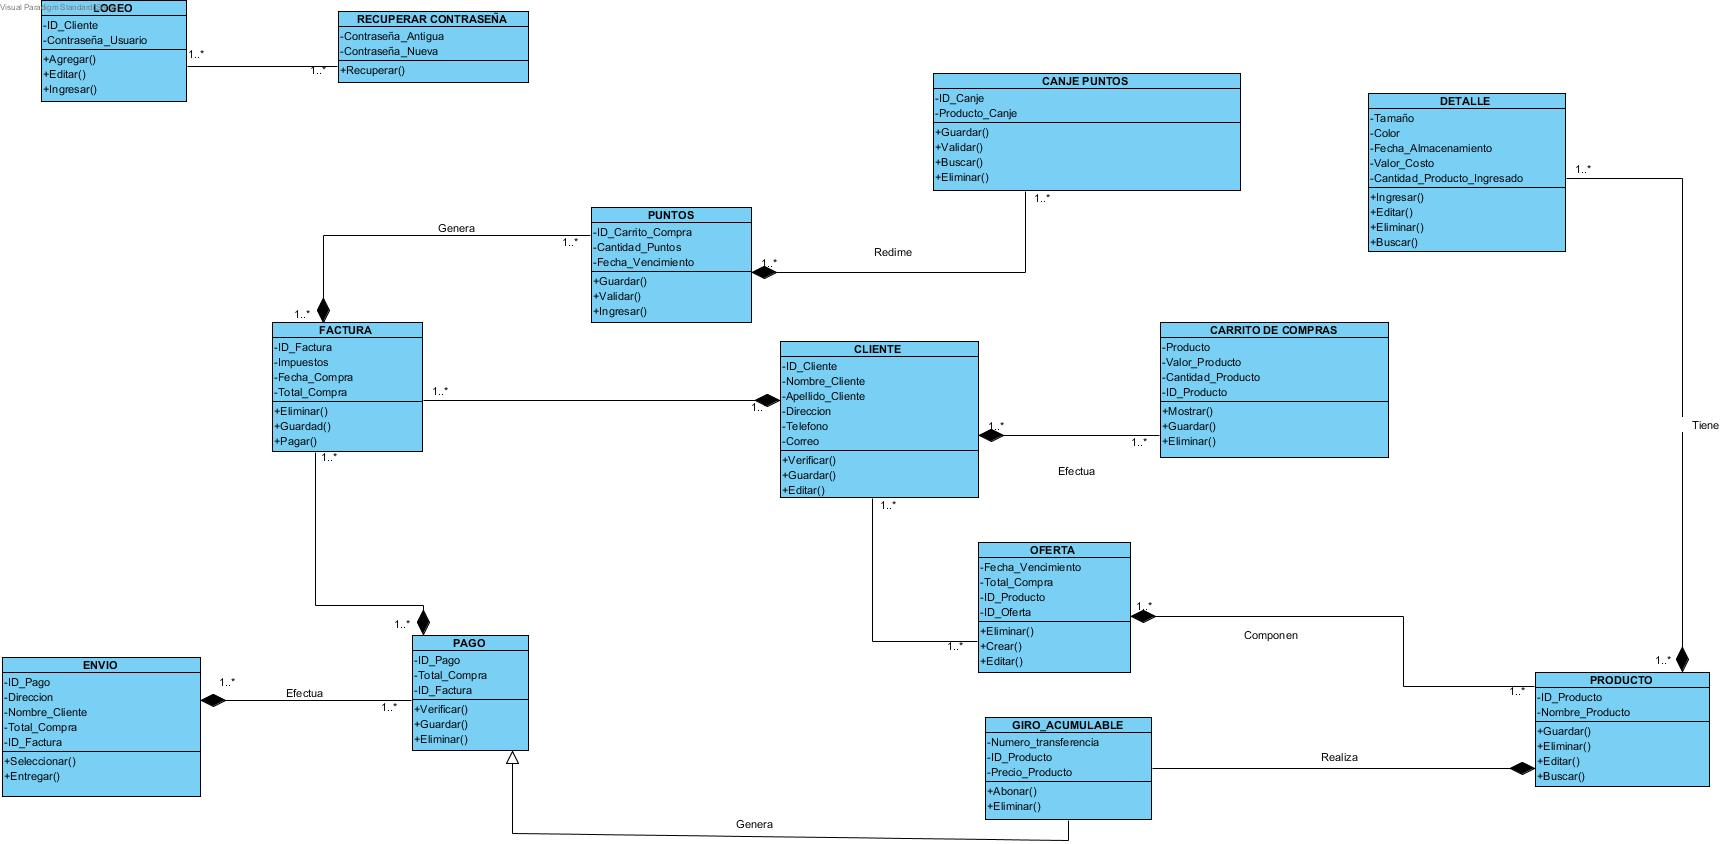 Visual Paradigm Standard
LOGEO
-ID_Cliente
-Contraseña_Usuario
+Agregar()
+Editar()
+Ingresar()
1..*
1..*
RECUPERAR CONTRASEÑA
-Contraseña_Antigua
-Contraseña_Nueva
+Recuperar()
CANJE PUNTOS
-ID_Canje
-Producto_Canje
+Guardar()
+Validar()
+Buscar()
+Eliminar()
1..*
DETALLE
-Tamaño
-Color
-Fecha_Almacenamiento
-Valor_Costo
-Cantidad_Producto_Ingresado
+Ingresar()
+Editar()
+Eliminar()
+Buscar()
1..*
PUNTOS
-ID_Carrito_Compra
-Cantidad_Puntos
-Fecha_Vencimiento
+Guardar()
+Validar()
+Ingresar()
Genera
1..*
1..*
Redime
1..*
FACTURA
-ID_Factura
-Impuestos
-Fecha_Compra
-Total_Compra
+Eliminar()
+Guardad()
+Pagar()
1..*
1..*
CLIENTE
-ID_Cliente
-Nombre_Cliente
-Apellido_Cliente
-Direccion
-Telefono
-Correo
+Verificar()
+Guardar()
+Editar()
1..
1..*
1..*
1..*
Efectua
CARRITO DE COMPRAS
-Producto
-Valor_Producto
-Cantidad_Producto
-ID_Producto
+Mostrar()
+Guardar()
+Eliminar()
Tiene
OFERTA
-Fecha_Vencimiento
-Total_Compra
-ID_Producto
-ID_Oferta
+Eliminar()
+Crear()
+Editar()
1..*
1..*
Componen
1..*
1..*
PAGO
-ID_Pago
-Total_Compra
-ID_Factura
+Verificar()
+Guardar()
+Eliminar()
1..*
ENVIO
-ID_Pago
-Direccion
-Nombre_Cliente
-Total_Compra
-ID_Factura
+Seleccionar()
+Entregar()
1..*
Efectua
1..*
PRODUCTO
-ID_Producto
-Nombre_Producto
+Guardar()
+Eliminar()
+Editar()
+Buscar()
GIRO_ACUMULABLE
-Numero_transferencia
-ID_Producto
-Precio_Producto
+Abonar()
+Eliminar()
Realiza
Genera